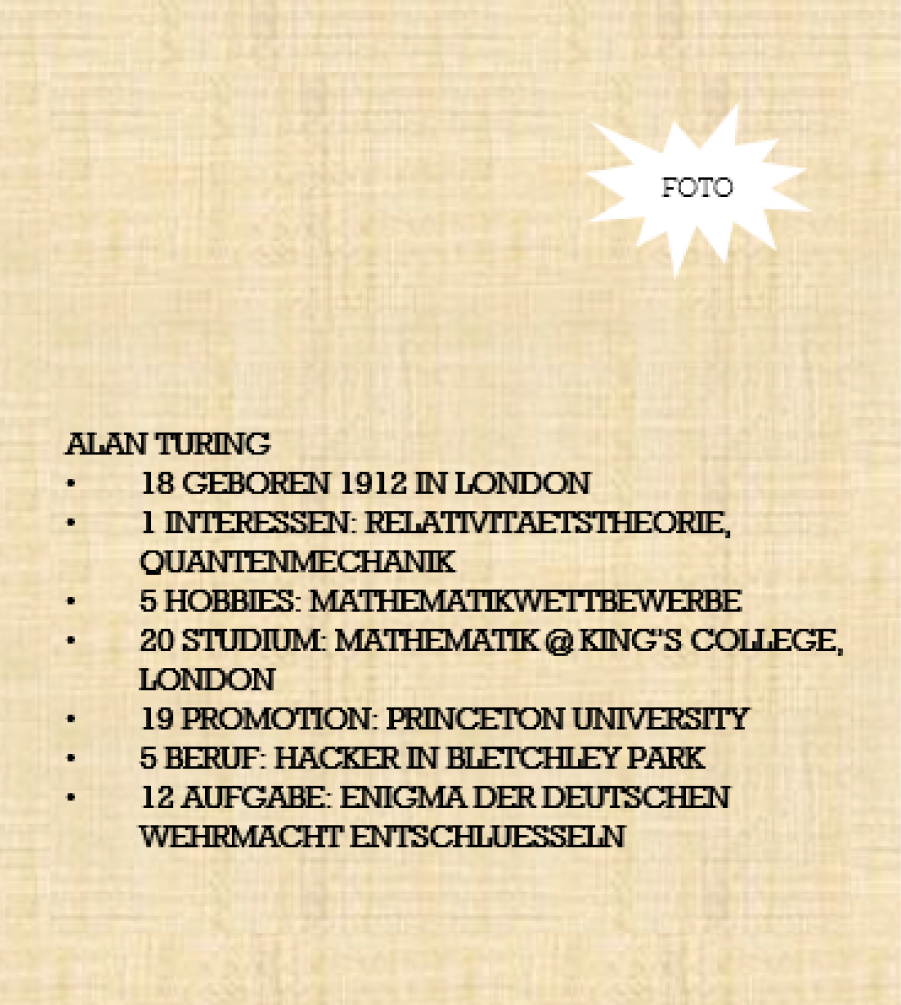 FOTO
ALAN TURING
• 18 GEBOREN 1912 IN LONDON
• 1 INTERESSEN: RELATIVITAETSTHEORIE,
QUANTENMECHANIK
• 5 HOBBIES: MATHEMATIKWETTBEWERBE
• 20 STUDIUM: MATHEMATIK @ KING'S COLLEGE,
LONDON
• 19 PROMOTION: PRINCETON UNIVERSITY
• 5 BERUF: HACKER IN BLETCHLEY PARK
• 12 AUFGABE: ENIGMA DER DEUTSCHEN
WEHRMACHT ENTSCHLUESSELN